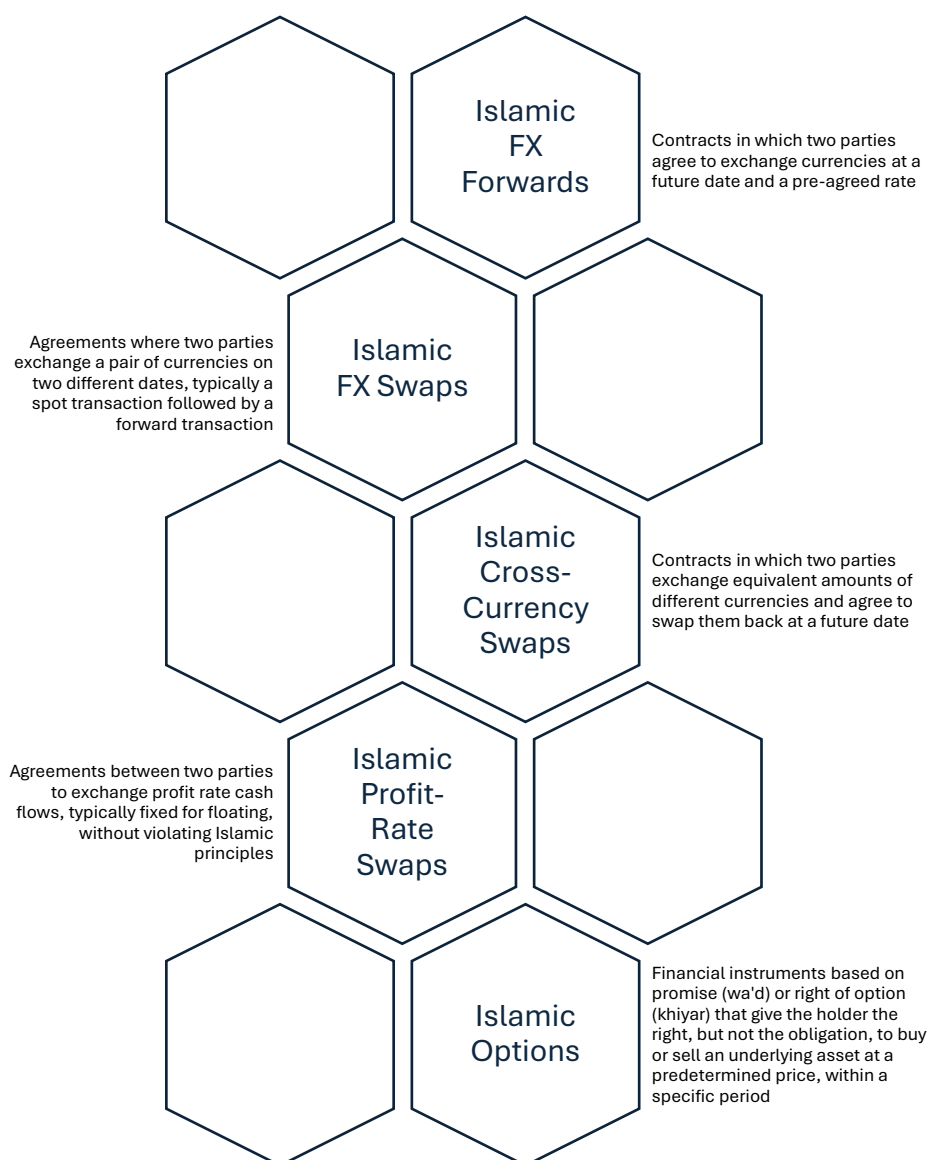 Islamic
FX
Forwards
Contracts in which two parties
agree to exchange currencies at a
future date and a pre-agreed rate
Agreements where two parties
exchange a pair of currencies on
two different dates, typically a
spot transaction followed by a
forward transaction
Islamic
FX Swaps
Islamic
Cross-
Currency
Swaps
Contracts in which two parties
exchange equivalent amounts of
different currencies and agree to
swap them back at a future date
Agreements between two parties
to exchange profit rate cash
flows, typically fixed for floating,
without violating Islamic
principles
Islamic
Profit-
Rate
Swaps
Islamic
Options
Financial instruments based on
promise (wa'd) or right of option
(khiyar) that give the holder the
right, but not the obligation, to buy
or sell an underlying asset at a
predetermined price, within a
specific period